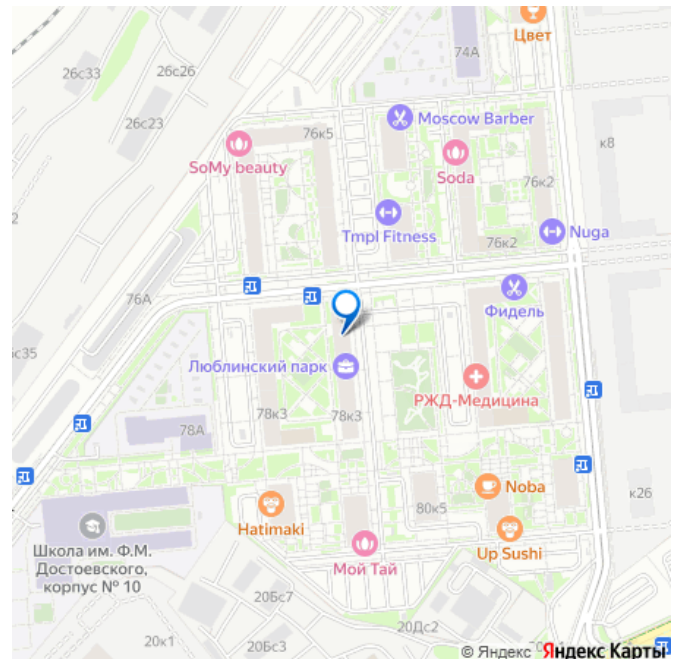 Цвет
74А
26с33
26с26
26с23
Moscow Barber
76к5
к8
SoMy beauty
Soda
76к2
Tmpl Fitness
Nuga
76к2
76А
Фидель
с35
Люблинский парк
РЖД-Медицина
78к3
78к3
78А
Noba
80к5
к26
Hatimaki
Up Sushi
Школа им. Ф.М.
Достоевского,
корпус № 10
Мой Тай
20Бс7
20Дс2
20к1
20Бс3
© Яндекс Яндекс Карты